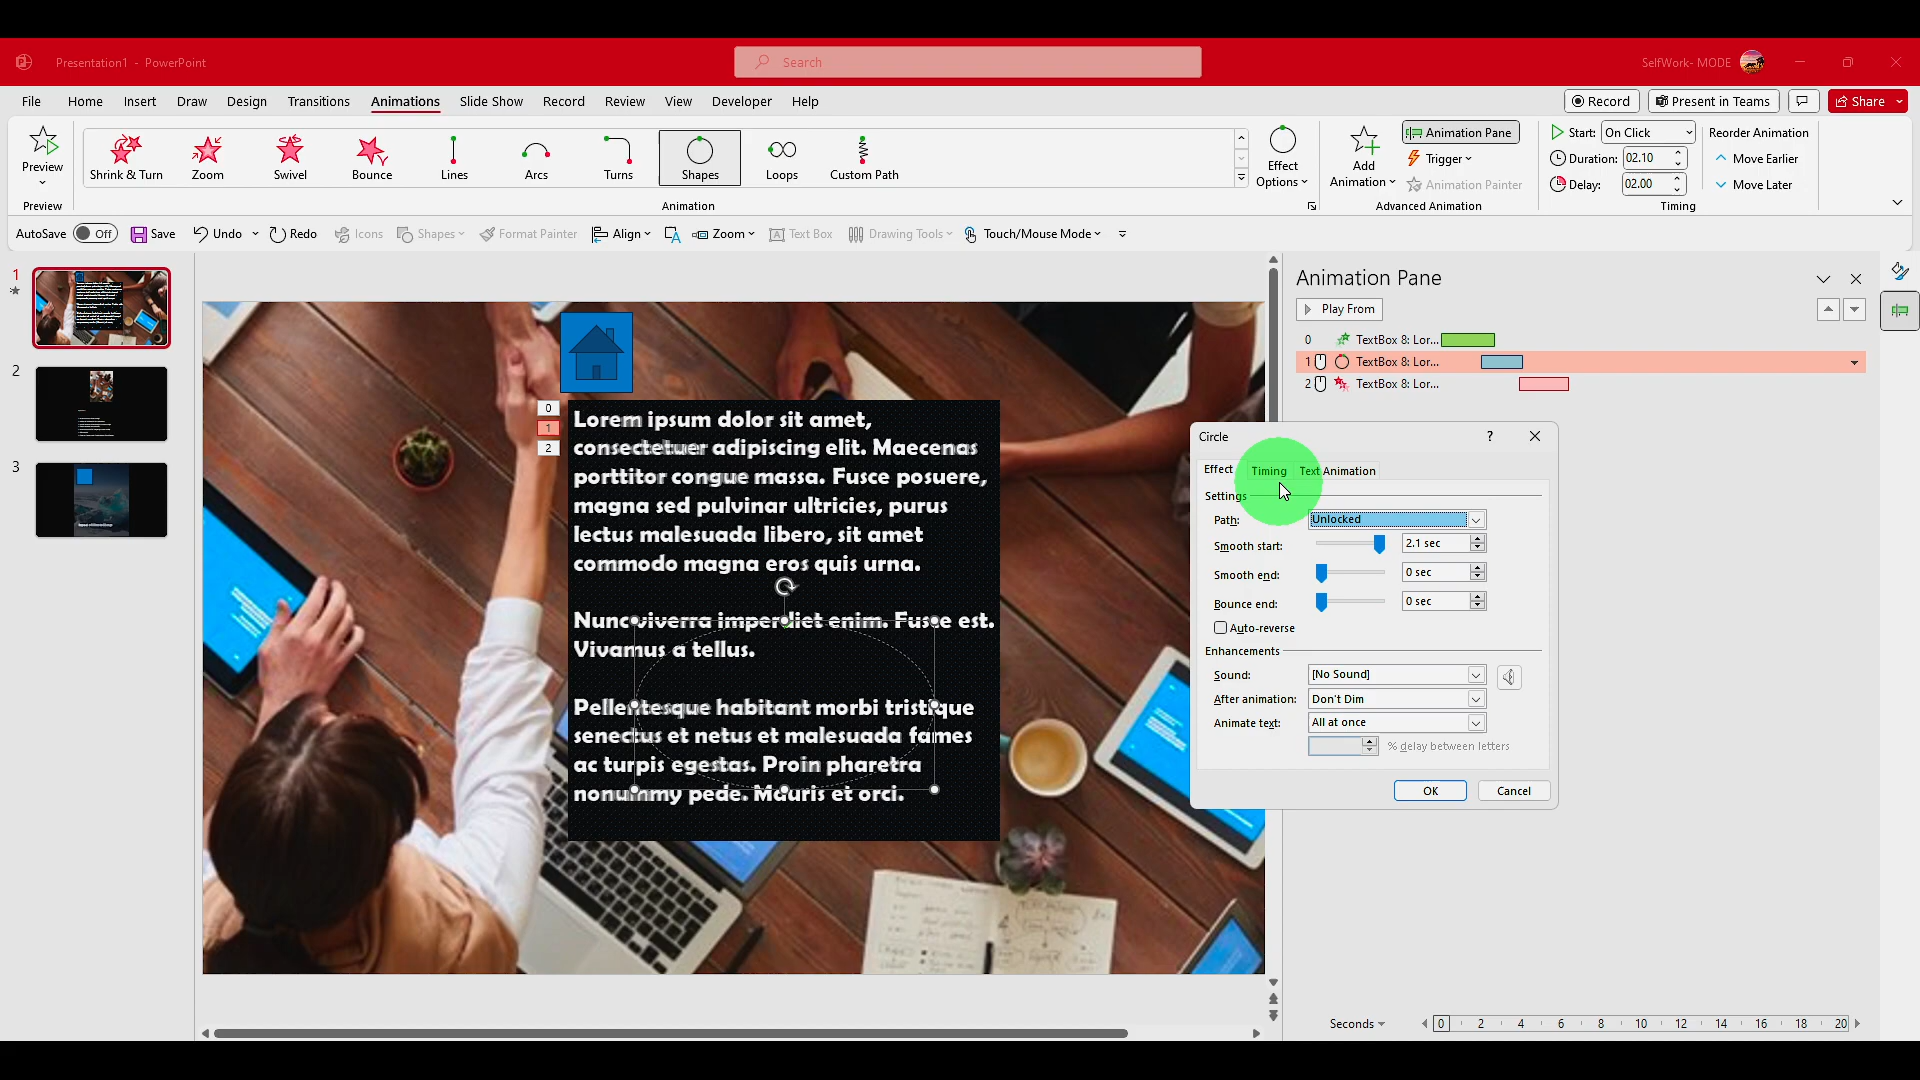 Presentation1 - PowerPoint
Search
SelfWork- MODE
File Home Insert Draw Design Transitions Animations Slide Show Record Review View Developer Help
Record Present in Teams Share
Preview
Shrink & Turn Zoom Swivel Bounce Lines Arcs Turns Shapes Loops Custom Path
Effect Options
Add Animation
Animation Pane
Trigger
Animation Painter
Start: On Click
Duration: 02.10
Delay: 02.00
Reorder Animation
Move Earlier
Move Later
Preview Animation Advanced Animation Timing
AutoSave Off Save Undo Redo Icons Shapes Format Painter Align Zoom Text Box Drawing Tools Touch/Mouse Mode
1
2
3
0
1
2
Lorem ipsum dolor sit amet,
consectetuer adipiscing elit. Maecenas
porttitor congue massa. Fusce posuere,
magna sed pulvinar ultricies, purus
lectus malesuada libero, sit amet
commodo magna eros quis urna.
Nunc viverra imperdiet enim. Fusce est.
Vivamus a tellus.
Pellentesque habitant morbi tristique
senectus et netus et malesuada fames
ac turpis egestas. Proin pharetra
nonummy pede. Mauris et orci.
Animation Pane
Play From
0 TextBox 8: Lor...
1 TextBox 8: Lor...
2 TextBox 8: Lor...
Circle ?
Effect Timing Text Animation
Settings
Path: Unlocked
Smooth start: 2.1 sec
Smooth end: 0 sec
Bounce end: 0 sec
Auto-reverse
Enhancements
Sound: [No Sound]
After animation: Don't Dim
Animate text: All at once
% delay between letters
OK Cancel
Seconds 0 2 4 6 8 10 12 14 16 18 20